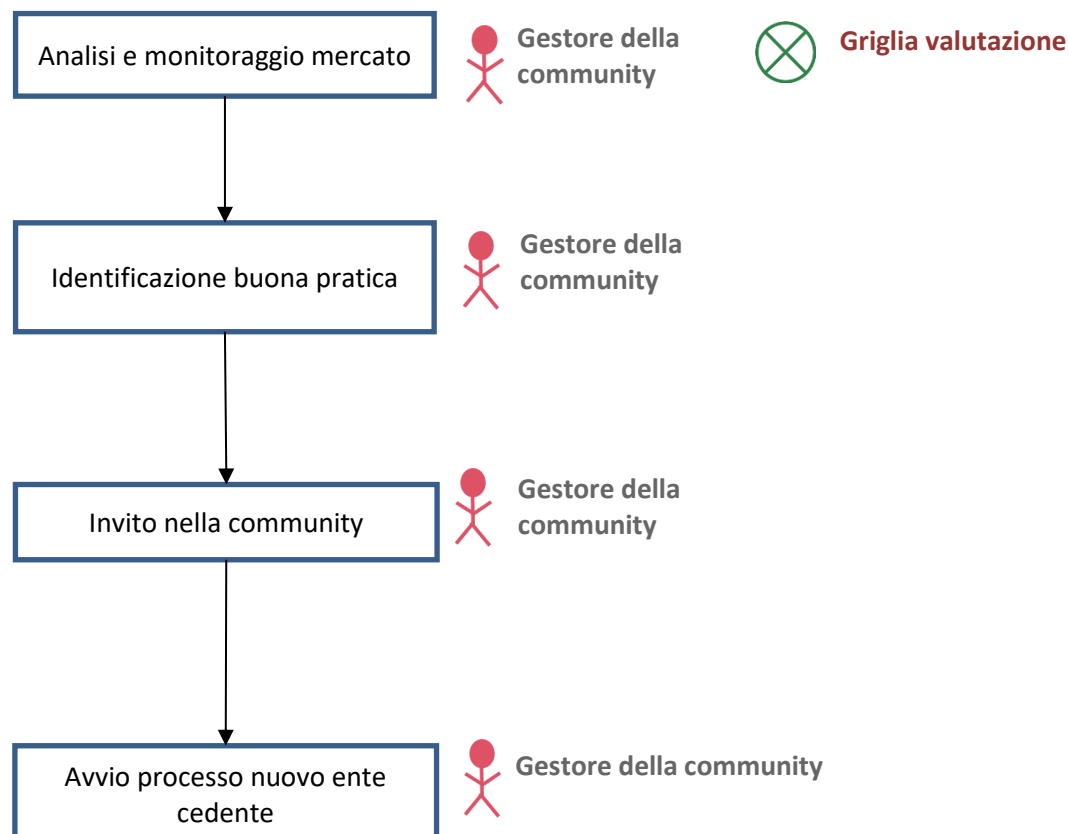 Analisi e monitoraggio mercato
Gestore della
community
Griglia valutazione
Identificazione buona pratica
Gestore della
community
Invito nella community
Gestore della
community
Avvio processo nuovo ente
cedente
Gestore della community